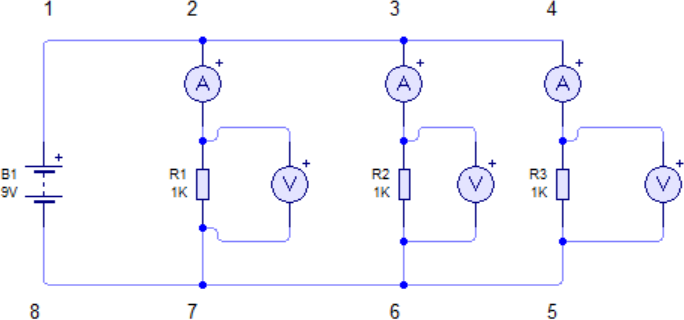 1 2 3 4
A + A + A +
B1 + R1 V + R2 V + R3 V +
9V 1K 1K 1K
8 7 6 5